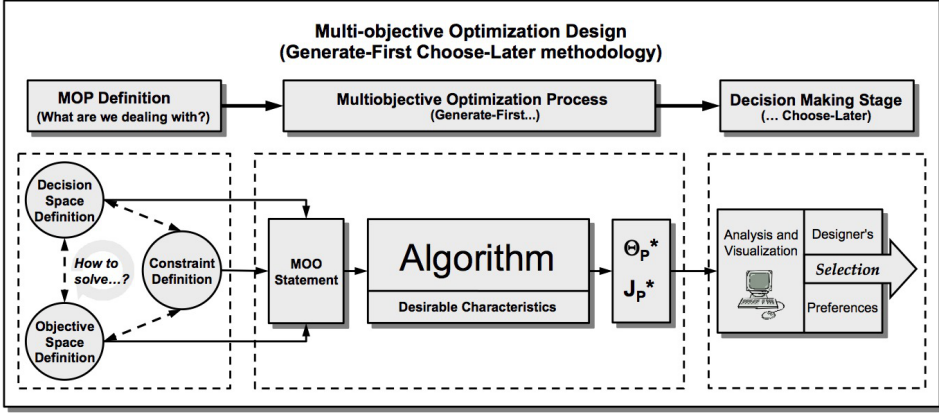 Multi-objective Optimization Design
(Generate-First Choose-Later methodology)
MOP Definition
(What are we dealing with?)
Multiobjective Optimization Process
(Generate-First...)
Decision Making Stage
(... Choose-Later)
Decision
Space
Definition
How to
solve...?
Constraint
Definition
Objective
Space
Definition
MOO
Statement
Algorithm
Desirable Characteristics
ΘP*
JP*
Analysis and
Visualization
Designer's
Selection
Preferences